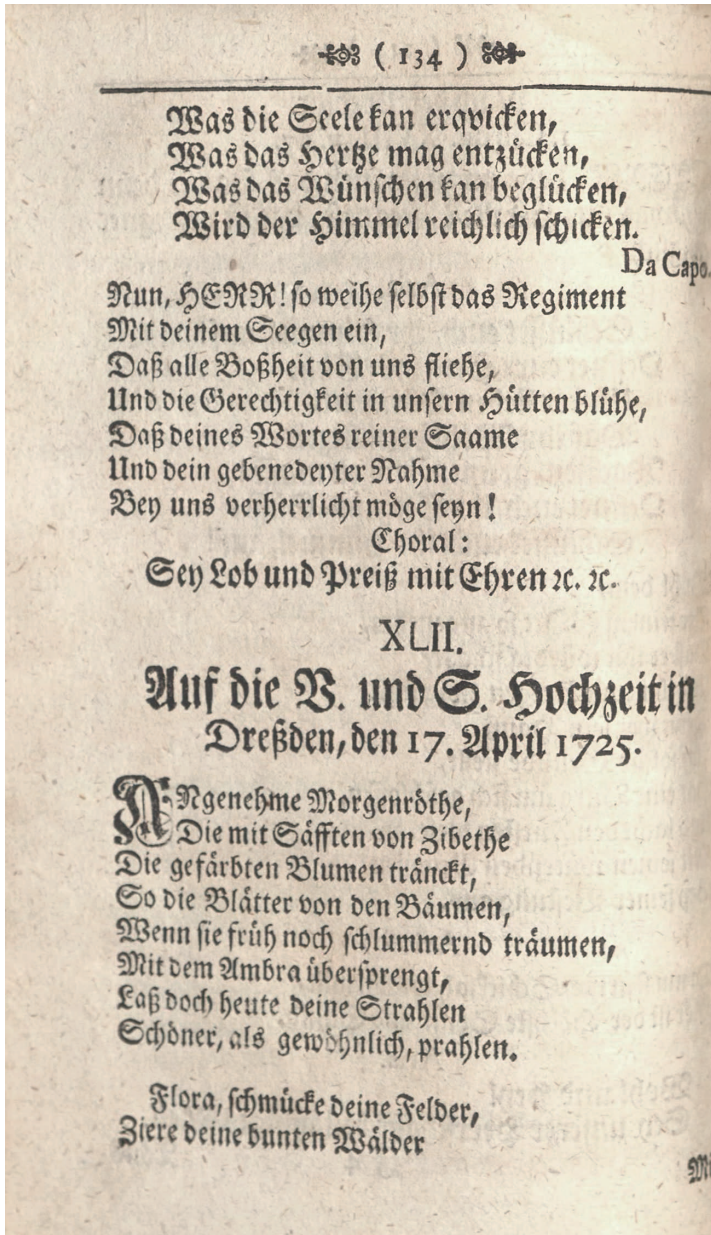 ( 134 )
Was die Seele kan erqvicken,
Was das Hertze mag entzücken,
Was das Wünschen kan beglücken,
Wird der Himmel reichlich schicken.
Da Capo.
Nun, HERR! so weihe selbst das Regiment
Mit deinem Seegen ein,
Daß alle Boßheit von uns fliehe,
Und die Gerechtigkeit in unsern Hütten blühe,
Daß deines Wortes reiner Saame
Und dein gebenedeyter Nahme
Bey uns verherrlicht möge seyn!
Choral:
Sey Lob und Preiß mit Ehren ꝛc. ꝛc.
XLII.
Auf die V. und S. Hochzeit in
Dreßden, den 17. April 1725.
ANgenehme Morgenröthe,
Die mit Säfften von Zibethe
Die gefärbten Blumen tränckt,
So die Blätter von den Bäumen,
Wenn sie früh noch schlummernd träumen,
Mit dem Ambra übersprengt,
Laß doch heute deine Strahlen
Schöner, als gewöhnlich, prahlen.
Flora, schmücke deine Felder,
Ziere deine bunten Wälder